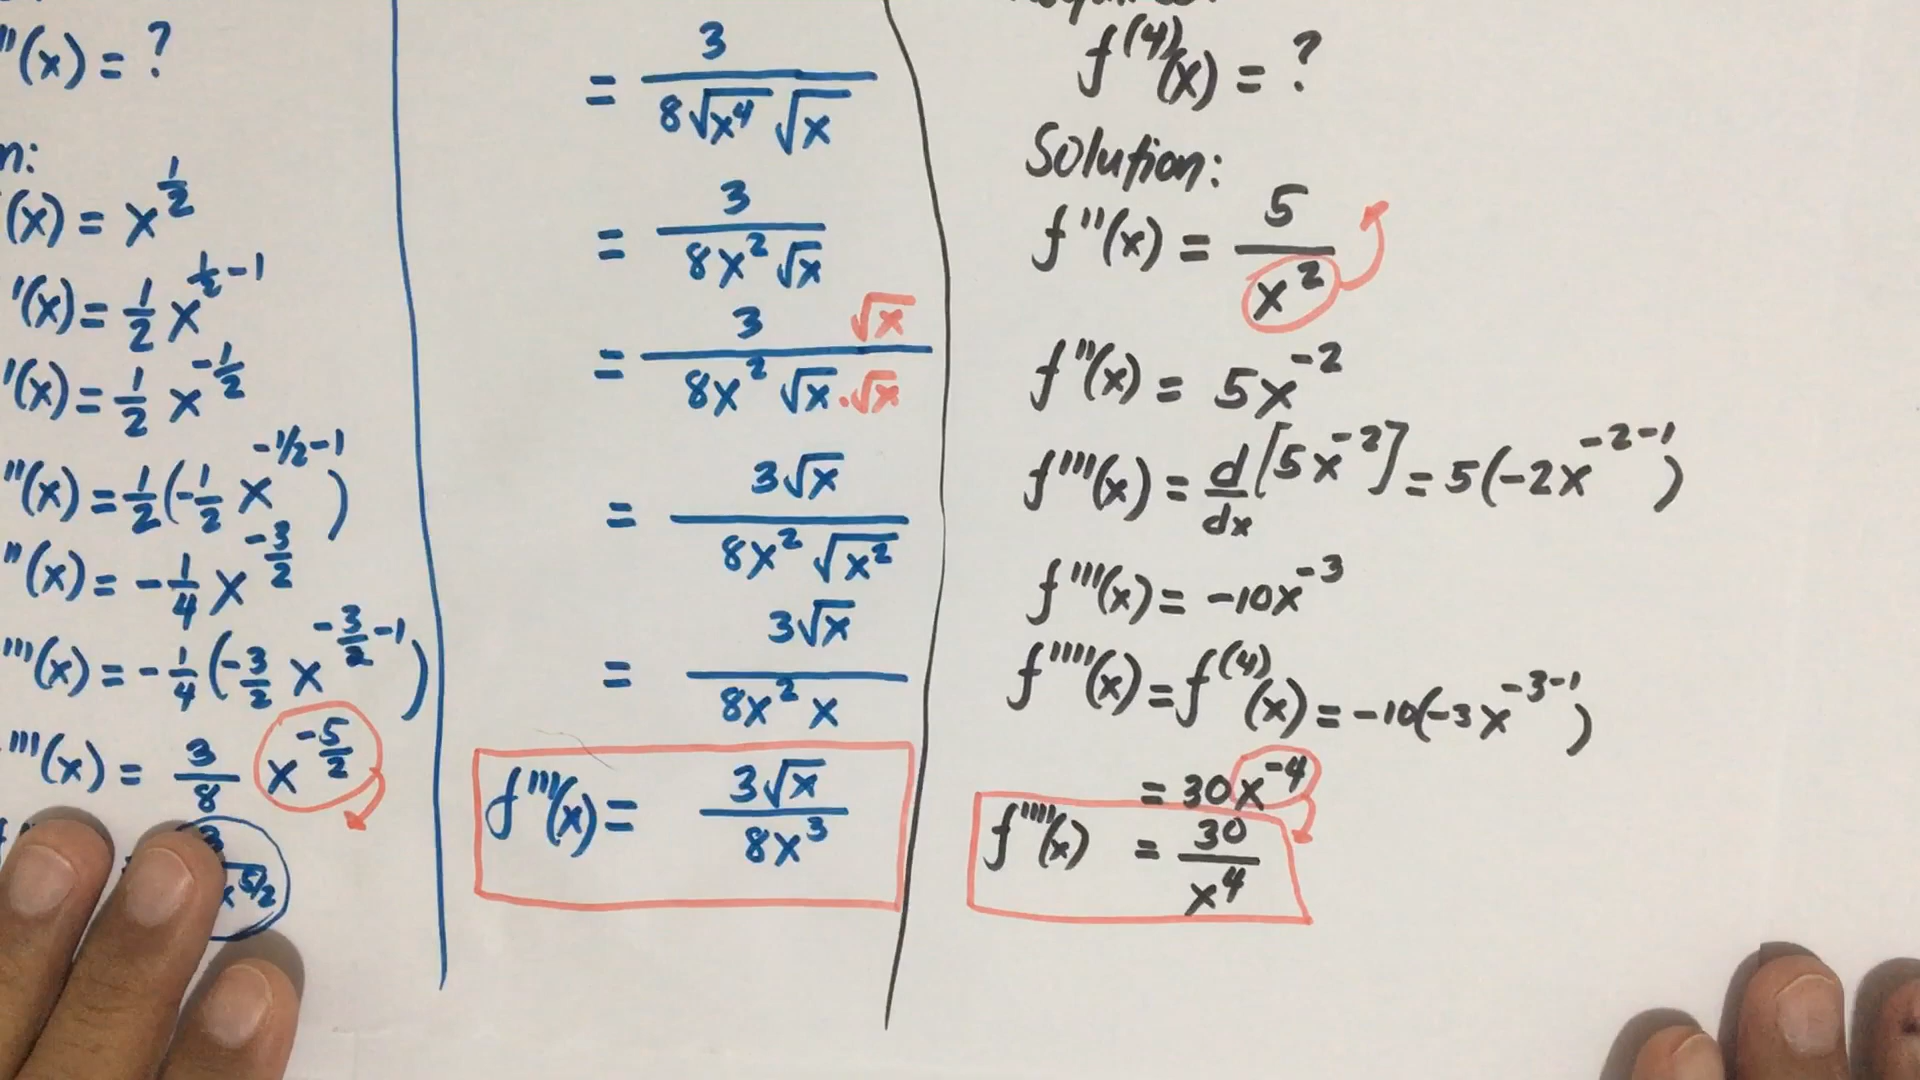 "(x) = ?
n:
(x) = x^{1/2}
'(x) = 1/2 x^{1/2-1}
'(x) = 1/2 x^{-1/2}
"(x) = 1/2(-1/2 x^{-1/2-1})
"(x) = -1/4 x^{-3/2}
'''(x) = -1/4(-3/2 x^{-3/2-1})
'''(x) = 3/8 x^{-5/2}
x^{5/2}
= 3/(8√x^4 √x)
= 3/(8x^2 √x)
= 3 √x/(8x^2 √x·√x)
= 3√x/(8x^2 √x^2)
= 3√x/(8x^2 x)
f'''(x) = 3√x/(8x^3)
f^{(4)}(x) = ?
Solution:
f''(x) = 5/x^2
f''(x) = 5x^{-2}
f'''(x) = d/dx [5x^{-2}] = 5(-2x^{-2-1})
f'''(x) = -10x^{-3}
f''''(x) = f^{(4)}(x) = -10(-3x^{-3-1})
= 30x^{-4}
f''''(x) = 30/x^4